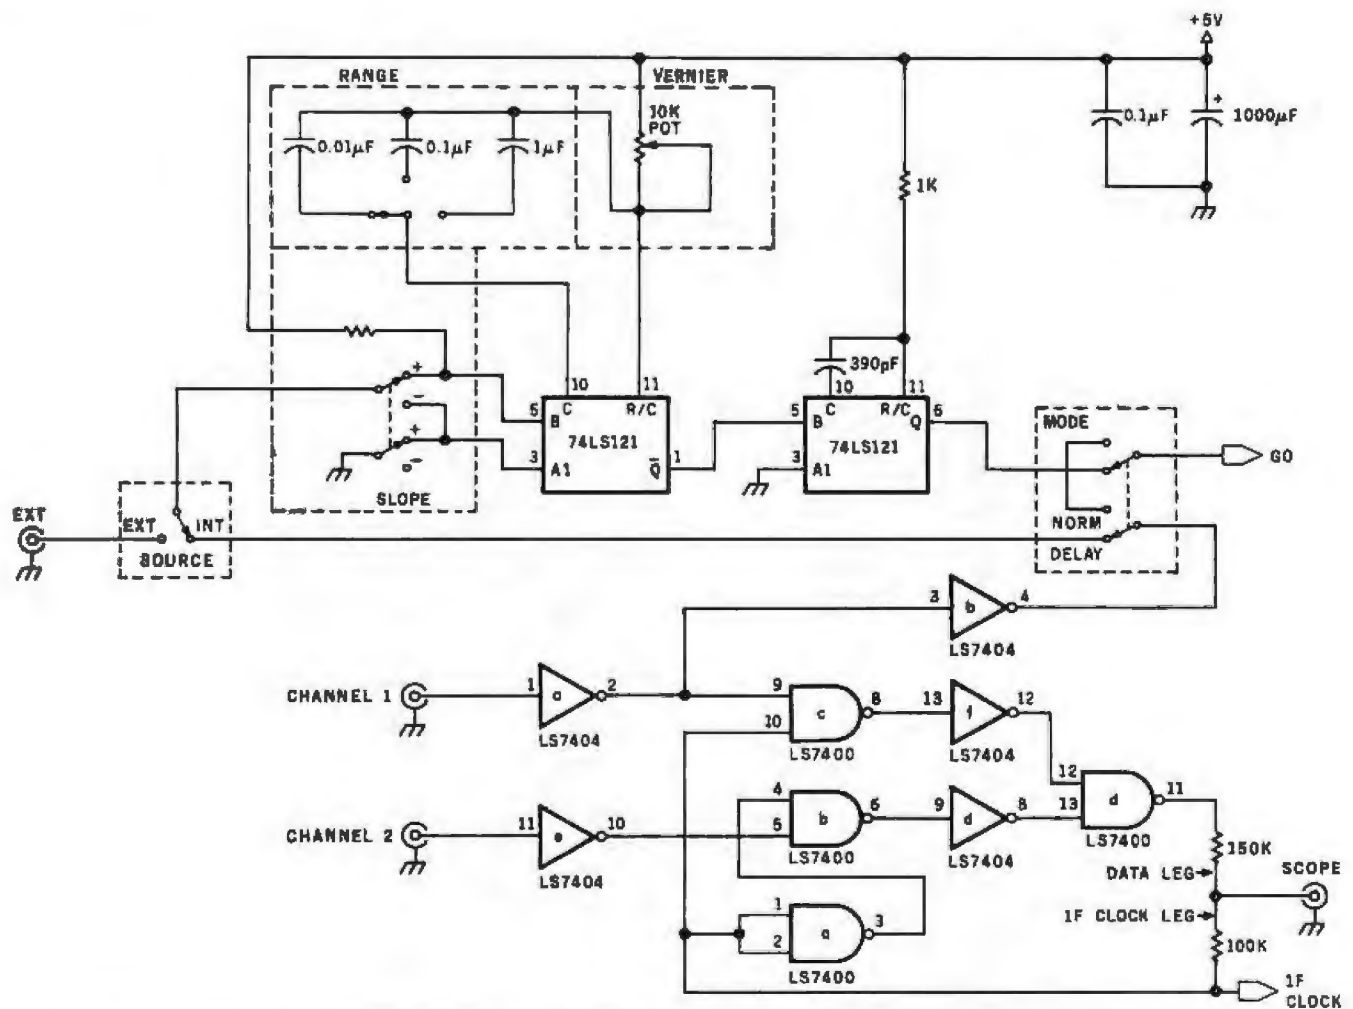 +5V
RANGE
VERNIER
10K
POT
0.01µF
0.1µF
1µF
0.1µF
+
1000µF
1K
390pF
10
11
10
11
+
-
+
-
SLOPE
5
B
C
R/C
74LS121
3
A1
Q̅
1
5
B
C
R/C
Q
6
74LS121
3
A1
MODE
GO
NORM
DELAY
EXT
EXT
INT
SOURCE
3
b
4
LS7404
CHANNEL 1
1
a
2
LS7404
9
10
c
8
LS7400
13
f
12
LS7404
12
13
d
11
LS7400
CHANNEL 2
11
e
10
LS7404
4
5
b
6
LS7400
9
d
8
LS7404
1
2
a
3
LS7400
150K
DATA LEG
SCOPE
1F CLOCK LEG
100K
1F
CLOCK